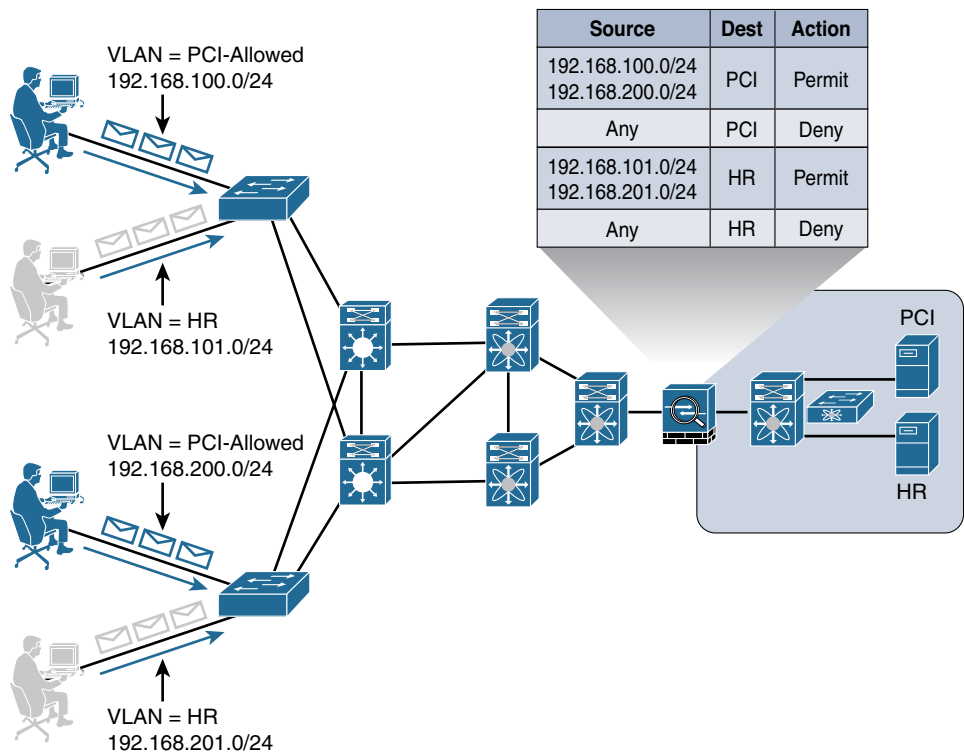 VLAN = PCI-Allowed
192.168.100.0/24
VLAN = HR
192.168.101.0/24
VLAN = PCI-Allowed
192.168.200.0/24
VLAN = HR
192.168.201.0/24
Source Dest Action
192.168.100.0/24
192.168.200.0/24
PCI Permit
Any PCI Deny
192.168.101.0/24
192.168.201.0/24
HR Permit
Any HR Deny
PCI
HR